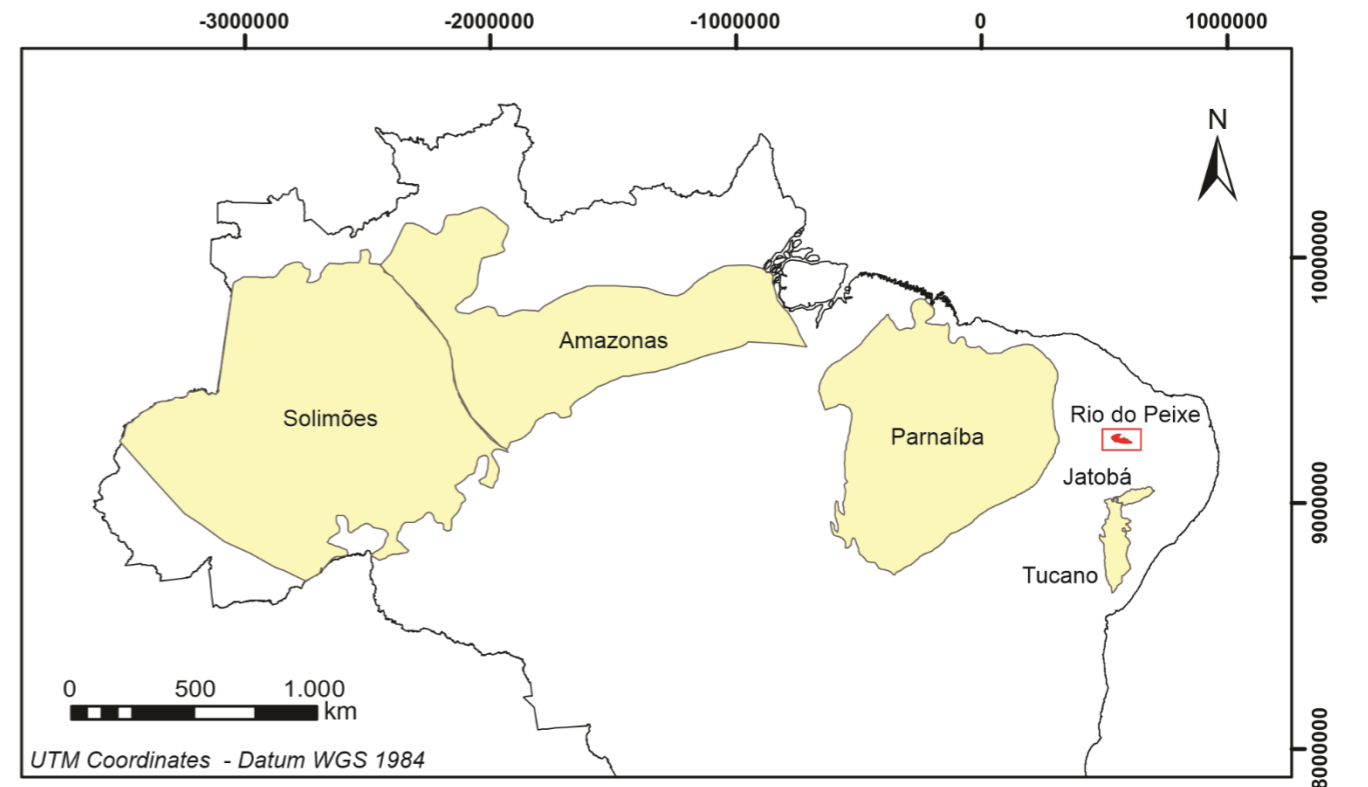 -3000000 -2000000 -1000000 0 1000000
N
10000000
Amazonas
Solimões
Rio do Peixe
Parnaíba
Jatobá
9000000
Tucano
0 500 1.000
km
UTM Coordinates - Datum WGS 1984